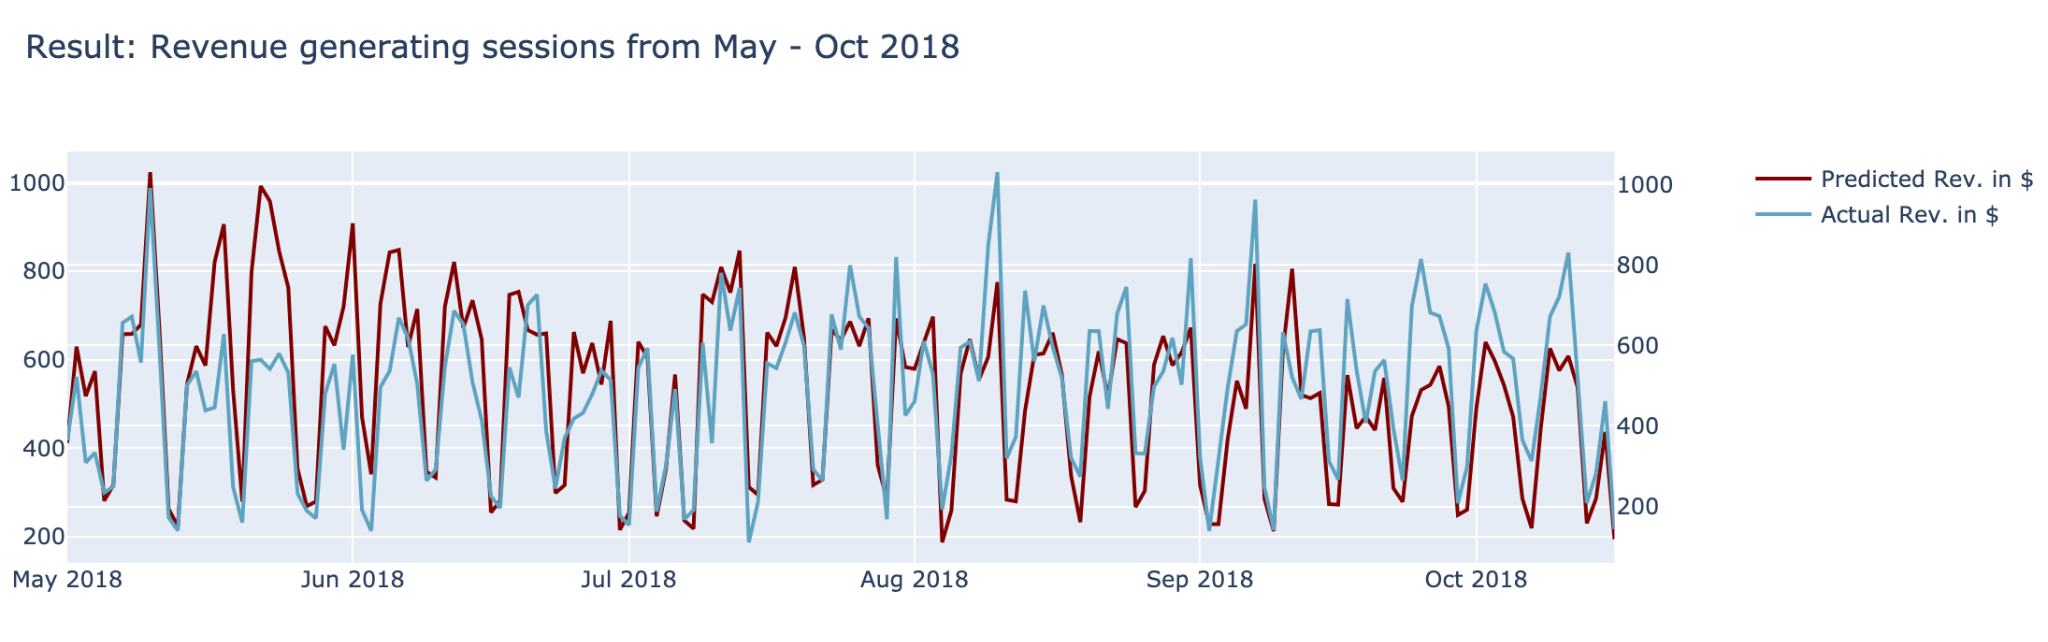 Result: Revenue generating sessions from May - Oct 2018
1000
800
600
400
200
1000
800
600
400
200
May 2018
Jun 2018
Jul 2018
Aug 2018
Sep 2018
Oct 2018
Predicted Rev. in $
Actual Rev. in $